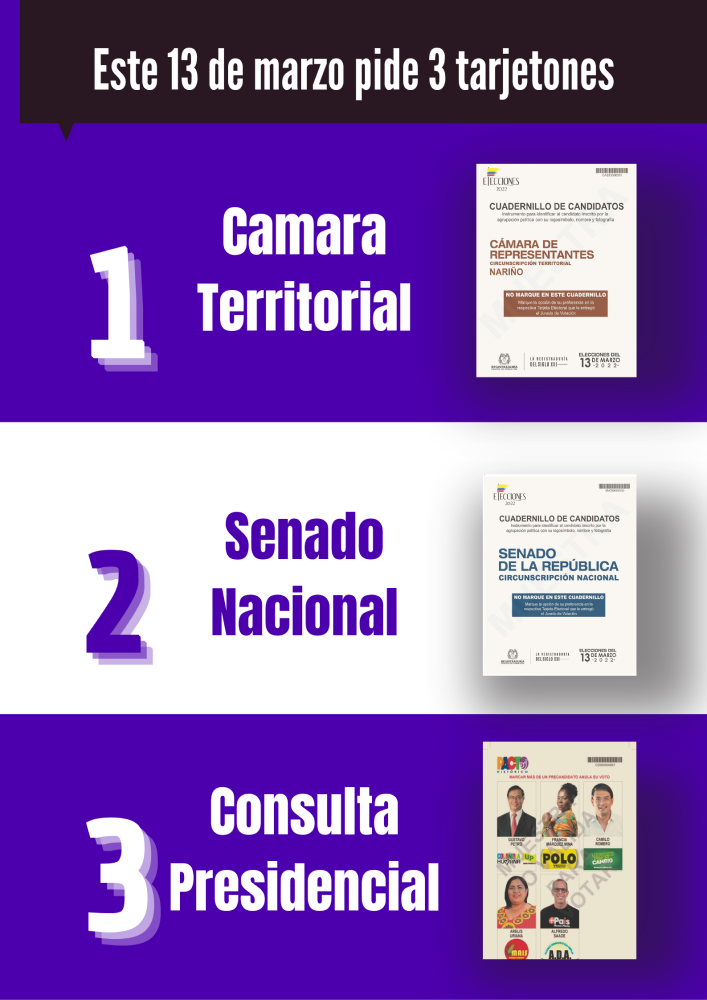 Este 13 de marzo pide 3 tarjetones
1
Camara
Territorial
ELECCIONES
2022
CUADERNILLO DE CANDIDATOS
Instrumento para identificar al candidato inscrito por la
agrupación política con su logosímbolo, nombre y fotografía
CÁMARA DE
REPRESENTANTES
CIRCUNSCRIPCIÓN TERRITORIAL
NARIÑO
NO MARQUE EN ESTE CUADERNILLO
Marque la opción de su preferencia en la
respectiva Tarjeta Electoral que le entregó
el Jurado de Votación
REGISTRADURÍA
LA REGISTRADURÍA
DEL SIGLO XXI
ELECCIONES DEL
13 DE MARZO
2022
2
Senado
Nacional
ELECCIONES
2022
CUADERNILLO DE CANDIDATOS
Instrumento para identificar al candidato inscrito por la
agrupación política con su logosímbolo, nombre y fotografía
SENADO
DE LA REPÚBLICA
CIRCUNSCRIPCIÓN NACIONAL
NO MARQUE EN ESTE CUADERNILLO
Marque la opción de su preferencia en la
respectiva Tarjeta Electoral que le entregó
el Jurado de Votación
REGISTRADURÍA
LA REGISTRADURÍA
DEL SIGLO XXI
ELECCIONES DEL
13 DE MARZO
2022
3
Consulta
Presidencial
PACTO
HISTÓRICO
MARCAR MÁS DE UN PRECANDIDATO ANULA SU VOTO
GUSTAVO
PETRO
FRANCIA
MÁRQUEZ MINA
CAMILO
ROMERO
COLOMBIA
HUMANA
Up
POLO
CAMBIO
ARELIS
URIANA
ALFREDO
SAADE
País
MAIS
A.D.A.